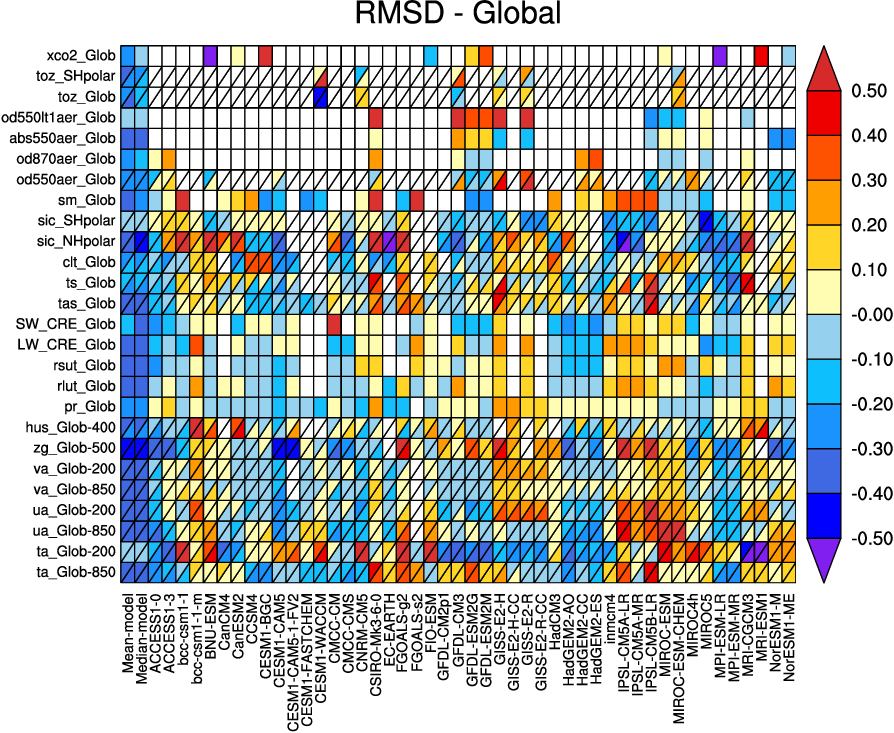 RMSD - Global
xco2_Glob
toz_SHpolar
toz_Glob
od550lt1aer_Glob
abs550aer_Glob
od870aer_Glob
od550aer_Glob
sm_Glob
sic_SHpolar
sic_NHpolar
clt_Glob
ts_Glob
tas_Glob
SW_CRE_Glob
LW_CRE_Glob
rsut_Glob
rlut_Glob
pr_Glob
hus_Glob-400
zg_Glob-500
va_Glob-200
va_Glob-850
ua_Glob-200
ua_Glob-850
ta_Glob-200
ta_Glob-850
0.50
0.40
0.30
0.20
0.10
-0.00
-0.10
-0.20
-0.30
-0.40
-0.50
Mean-model
Median-model
ACCESS1-0
ACCESS1-3
bcc-csm1-1
bcc-csm1-1-m
BNU-ESM
CanCM4
CanESM2
CCSM4
CESM1-BGC
CESM1-CAM5
CESM1-CAM5-1-FV2
CESM1-FASTCHEM
CESM1-WACCM
CMCC-CM
CMCC-CMS
CNRM-CM5
CSIRO-Mk3-6-0
EC-EARTH
FGOALS-g2
FGOALS-s2
FIO-ESM
GFDL-CM2p1
GFDL-CM3
GFDL-ESM2G
GFDL-ESM2M
GISS-E2-H
GISS-E2-H-CC
GISS-E2-R
GISS-E2-R-CC
HadCM3
HadGEM2-AO
HadGEM2-CC
HadGEM2-ES
inmcm4
IPSL-CM5A-LR
IPSL-CM5A-MR
IPSL-CM5B-LR
MIROC-ESM
MIROC-ESM-CHEM
MIROC4h
MIROC5
MPI-ESM-LR
MPI-ESM-MR
MRI-CGCM3
MRI-ESM1
NorESM1-M
NorESM1-ME